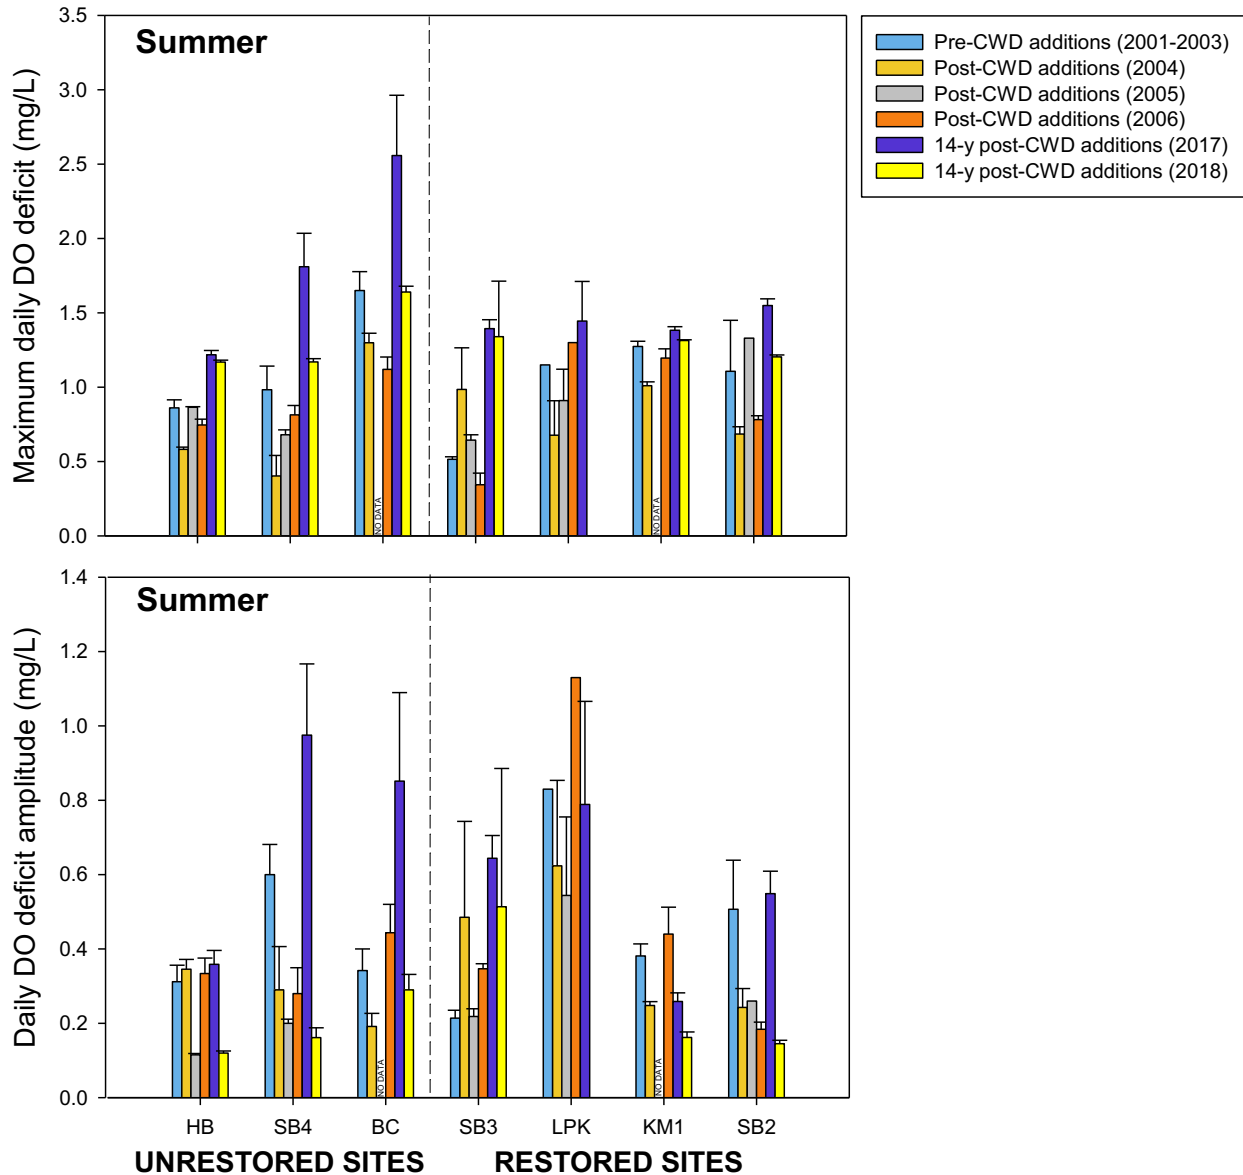 Summer
Maximum daily DO deficit (mg/L)
3.5
3.0
2.5
2.0
1.5
1.0
0.5
0.0
NO DATA
NO DATA
Pre-CWD additions (2001-2003)
Post-CWD additions (2004)
Post-CWD additions (2005)
Post-CWD additions (2006)
14-y post-CWD additions (2017)
14-y post-CWD additions (2018)
Summer
Daily DO deficit amplitude (mg/L)
1.4
1.2
1.0
0.8
0.6
0.4
0.2
0.0
NO DATA
NO DATA
HB SB4 BC SB3 LPK KM1 SB2
UNRESTORED SITES RESTORED SITES